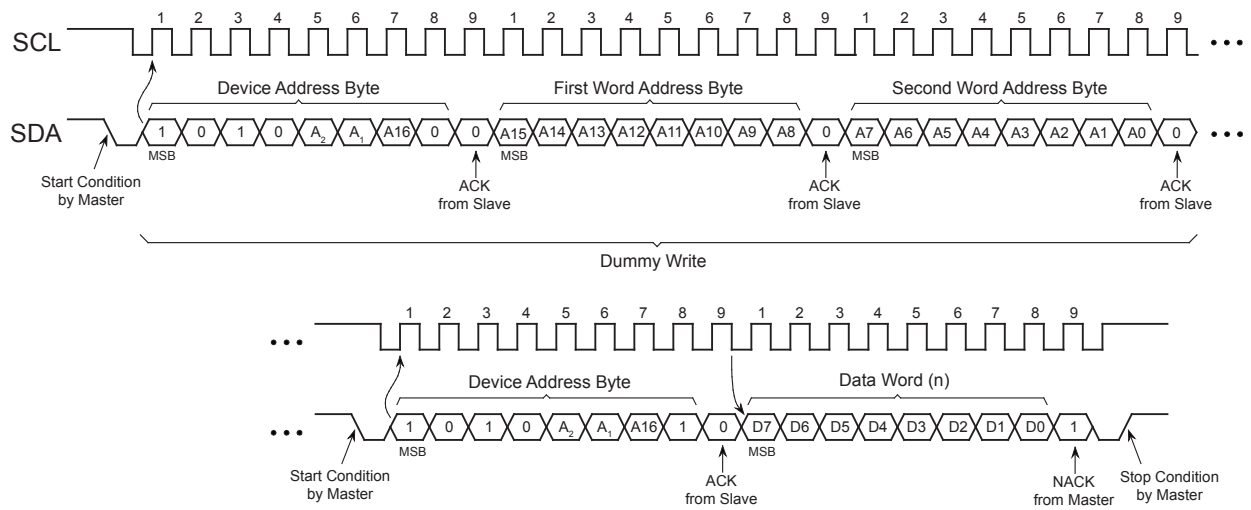 1 2 3 4 5 6 7 8 9 1 2 3 4 5 6 7 8 9 1 2 3 4 5 6 7 8 9
SCL
Device Address Byte First Word Address Byte Second Word Address Byte
SDA 1 0 1 0 A₂ A₁ A16 0 0 A15 A14 A13 A12 A11 A10 A9 A8 0 A7 A6 A5 A4 A3 A2 A1 A0 0
MSB MSB MSB
Start Condition
by Master
ACK
from Slave
ACK
from Slave
ACK
from Slave
Dummy Write
1 2 3 4 5 6 7 8 9 1 2 3 4 5 6 7 8 9
Device Address Byte Data Word (n)
1 0 1 0 A₂ A₁ A16 1 0 D7 D6 D5 D4 D3 D2 D1 D0 1
MSB MSB
Start Condition
by Master
ACK
from Slave
NACK
from Master
Stop Condition
by Master